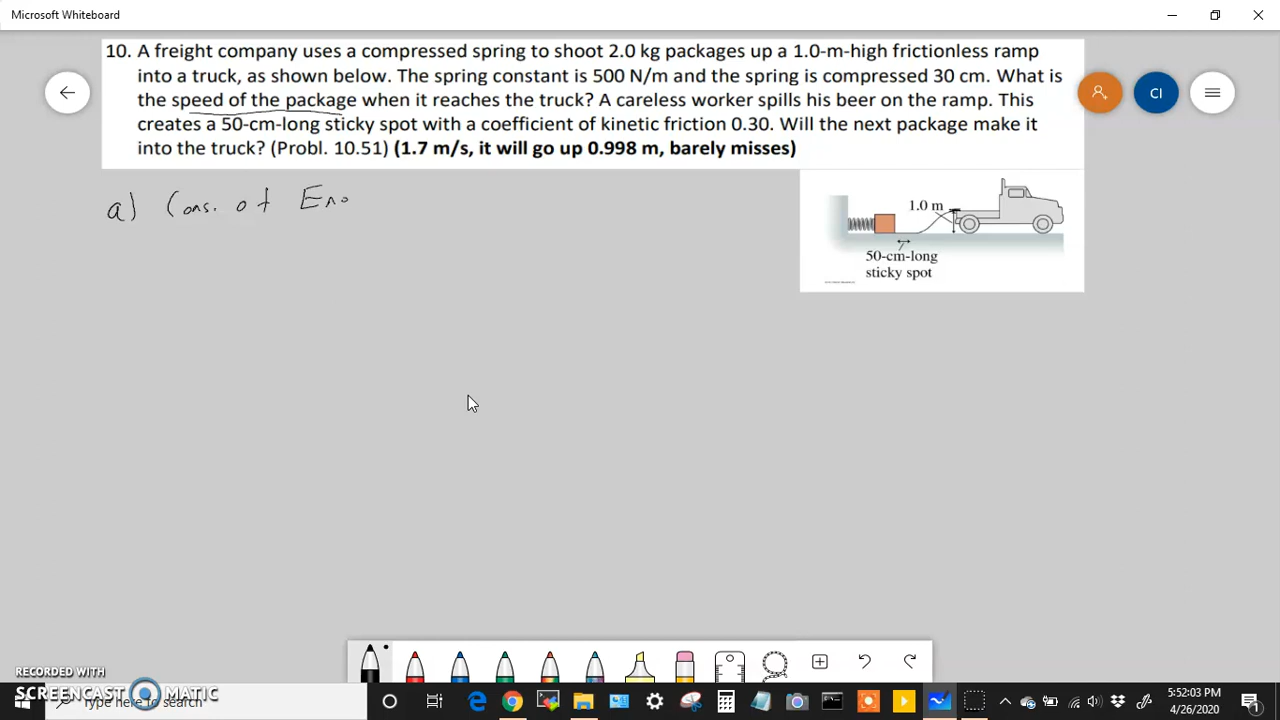 Microsoft Whiteboard
10. A freight company uses a compressed spring to shoot 2.0 kg packages up a 1.0-m-high frictionless ramp
into a truck, as shown below. The spring constant is 500 N/m and the spring is compressed 30 cm. What is
the speed of the package when it reaches the truck? A careless worker spills his beer on the ramp. This
creates a 50-cm-long sticky spot with a coefficient of kinetic friction 0.30. Will the next package make it
into the truck? (Probl. 10.51) (1.7 m/s, it will go up 0.998 m, barely misses)
CI
a) Cons. of Ene
1.0 m
50-cm-long
sticky spot
RECORDED WITH
SCREENCAST MATIC
Type here to search
5:52:03 PM
4/26/2020